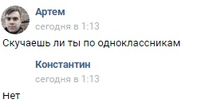 Артем
сегодня в 1:13
Скучаешь ли ты по одноклассникам
Константин
сегодня в 1:13
Нет